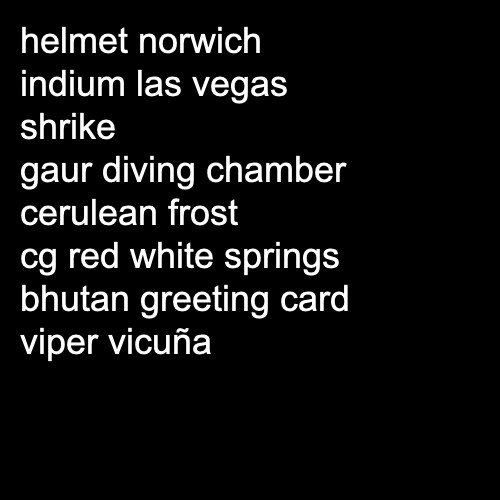 helmet norwich
indium las vegas
shrike
gaur diving chamber
cerulean frost
cg red white springs
bhutan greeting card
viper vicuña